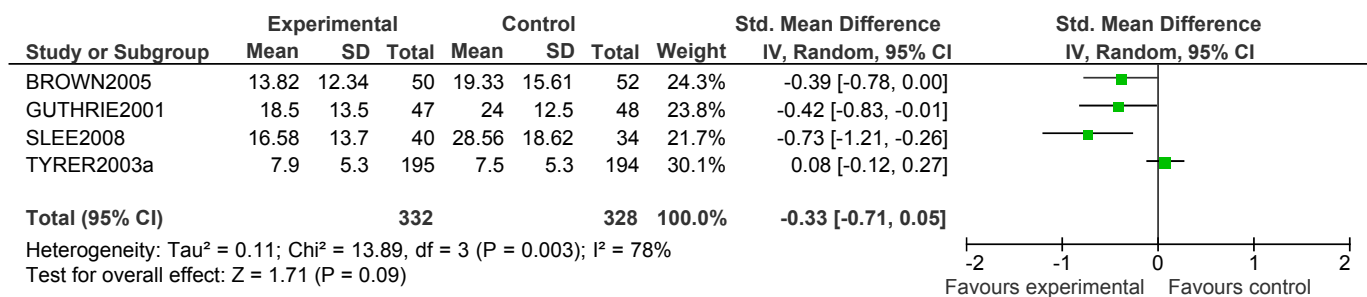 Experimental Control Std. Mean Difference Std. Mean Difference
Study or Subgroup Mean SD Total Mean SD Total Weight IV, Random, 95% CI IV, Random, 95% CI
BROWN2005 13.82 12.34 50 19.33 15.61 52 24.3% -0.39 [-0.78, 0.00]
GUTHRIE2001 18.5 13.5 47 24 12.5 48 23.8% -0.42 [-0.83, -0.01]
SLEE2008 16.58 13.7 40 28.56 18.62 34 21.7% -0.73 [-1.21, -0.26]
TYRER2003a 7.9 5.3 195 7.5 5.3 194 30.1% 0.08 [-0.12, 0.27]
Total (95% CI) 332 328 100.0% -0.33 [-0.71, 0.05]
Heterogeneity: Tau² = 0.11; Chi² = 13.89, df = 3 (P = 0.003); I² = 78%
Test for overall effect: Z = 1.71 (P = 0.09)
-2 -1 0 1 2
Favours experimental Favours control